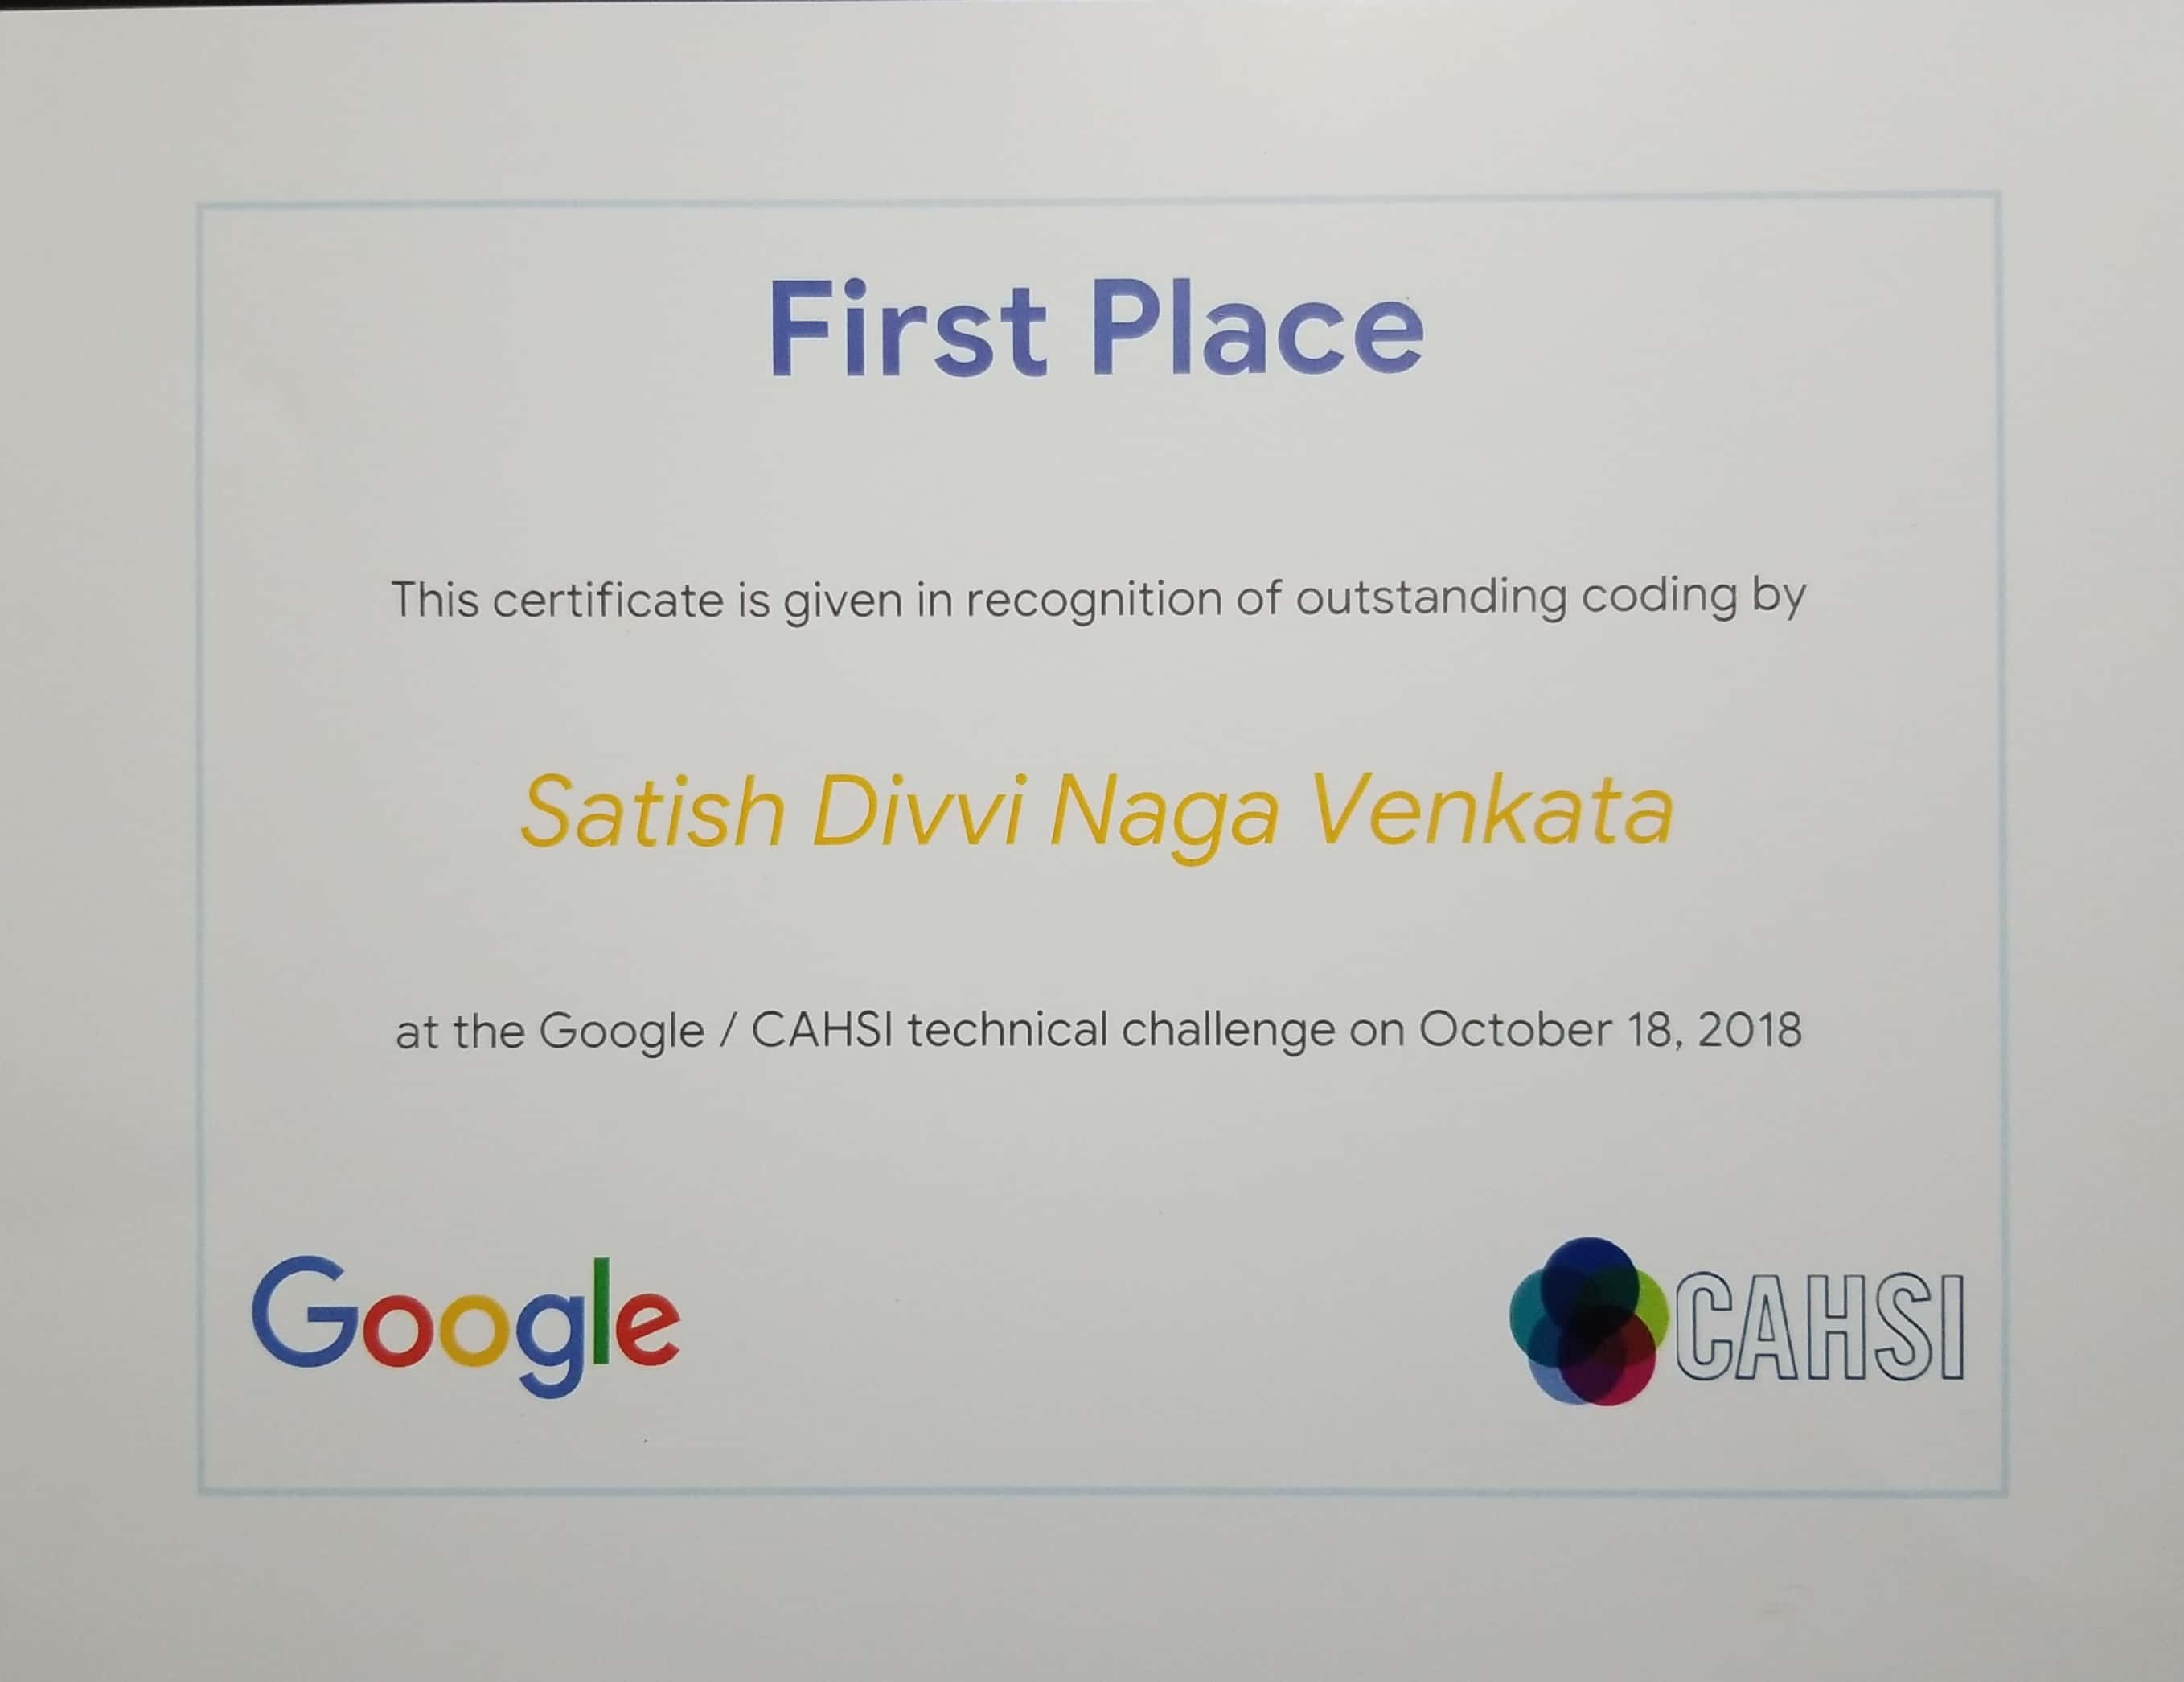 First Place
This certificate is given in recognition of outstanding coding by
Satish Divvi Naga Venkata
at the Google / CAHSI technical challenge on October 18, 2018
Google
CAHSI